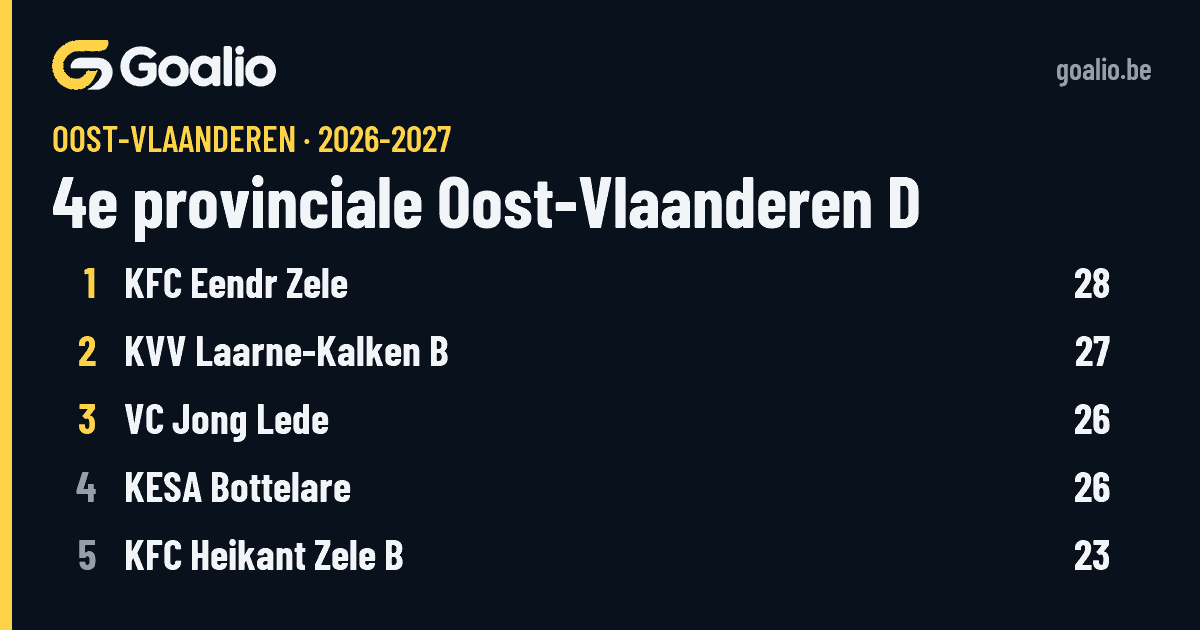 Goalio
goalio.be
OOST-VLAANDEREN · 2026-2027
4e provinciale Oost-Vlaanderen D
1 KFC Eendr Zele 28
2 KVV Laarne-Kalken B 27
3 VC Jong Lede 26
4 KESA Bottelare 26
5 KFC Heikant Zele B 23